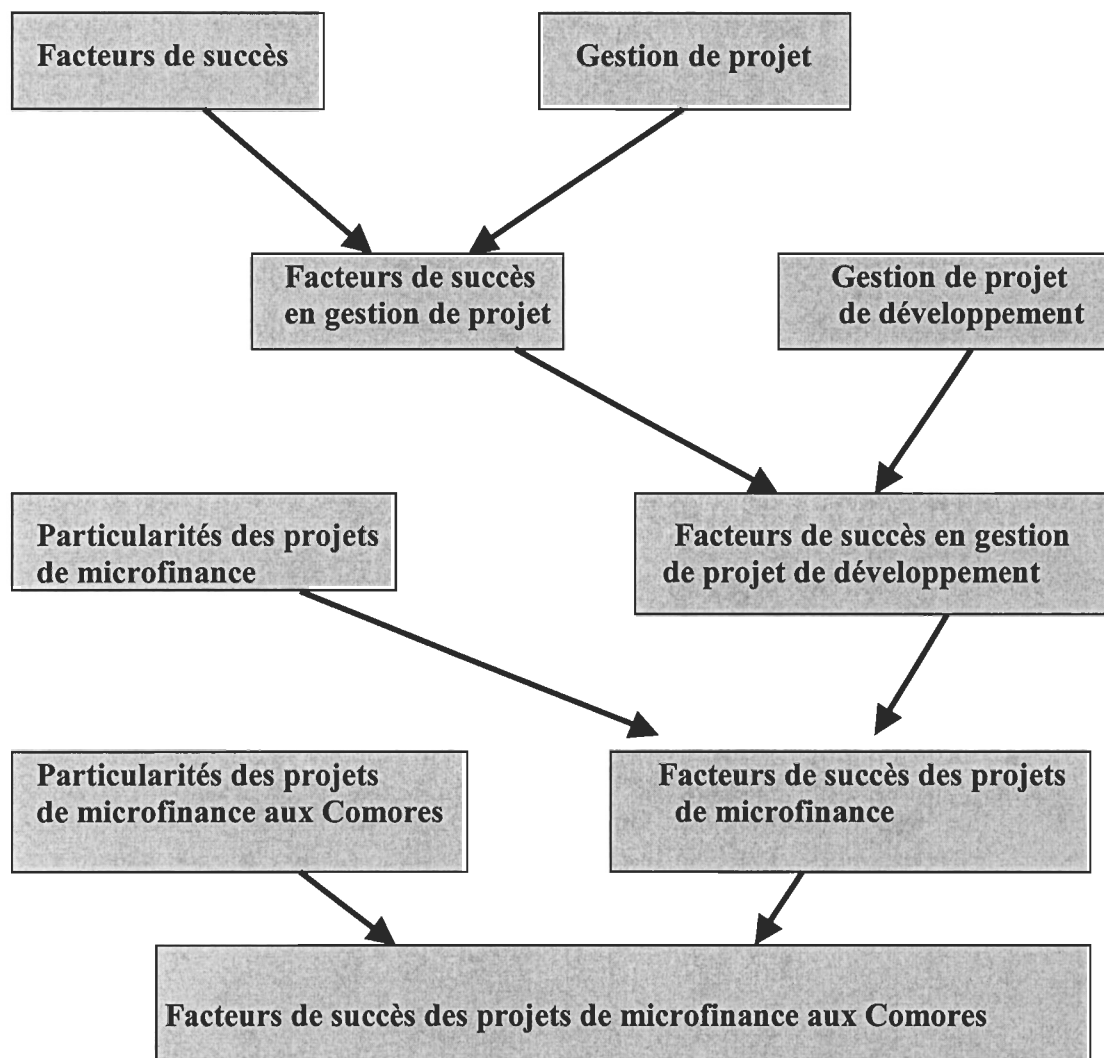 Facteurs de succès
Gestion de projet
Facteurs de succès
en gestion de projet
Gestion de projet
de développement
Particularités des projets
de microfinance
Facteurs de succès en gestion
de projet de développement
Particularités des projets
de microfinance aux Comores
Facteurs de succès des projets
de microfinance
Facteurs de succès des projets de microfinance aux Comores